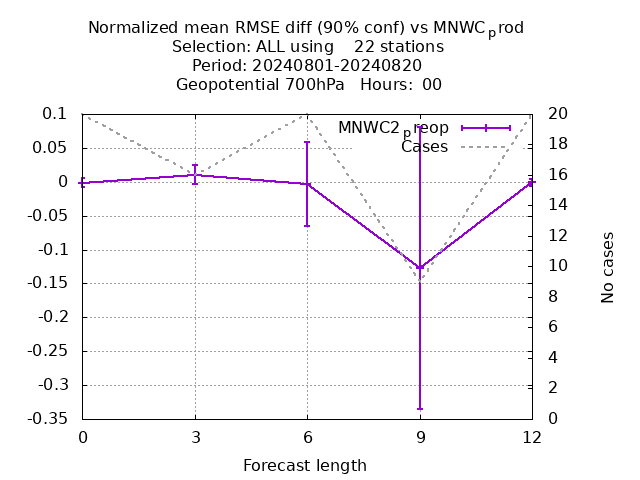 Normalized mean RMSE diff (90% conf) vs MNWCprod
Selection: ALL using    22 stations
Period: 20240801-20240820
Geopotential 700hPa   Hours:  00
MNWC2preop
Cases
0.1
0.05
0
-0.05
-0.1
-0.15
-0.2
-0.25
-0.3
-0.35
20
18
16
14
12
10
8
6
4
2
0
No cases
0 3 6 9 12
Forecast length